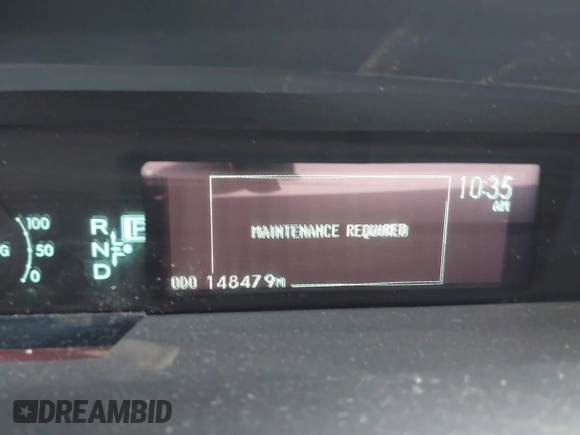 100
50
0
G
R
N
D
P
10:35
AM
MAINTENANCE REQUIRED
ODO 148479MI
DREAMBID